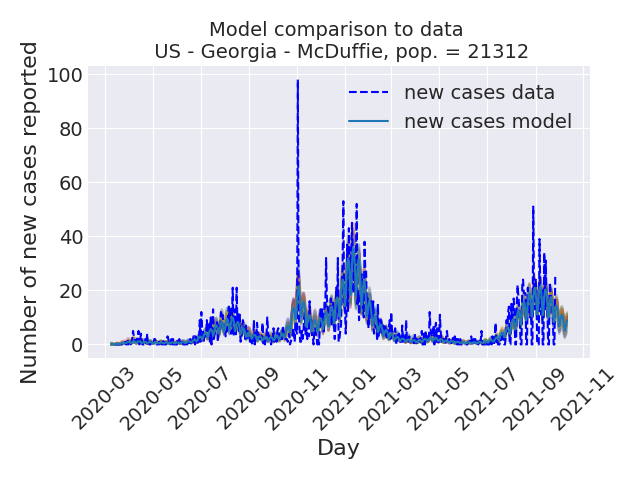 Model comparison to data
US - Georgia - McDuffie, pop. = 21312
Number of new cases reported
100
80
60
40
20
0
new cases data
new cases model
2020-03
2020-05
2020-07
2020-09
2020-11
2021-01
2021-03
2021-05
2021-07
2021-09
2021-11
Day